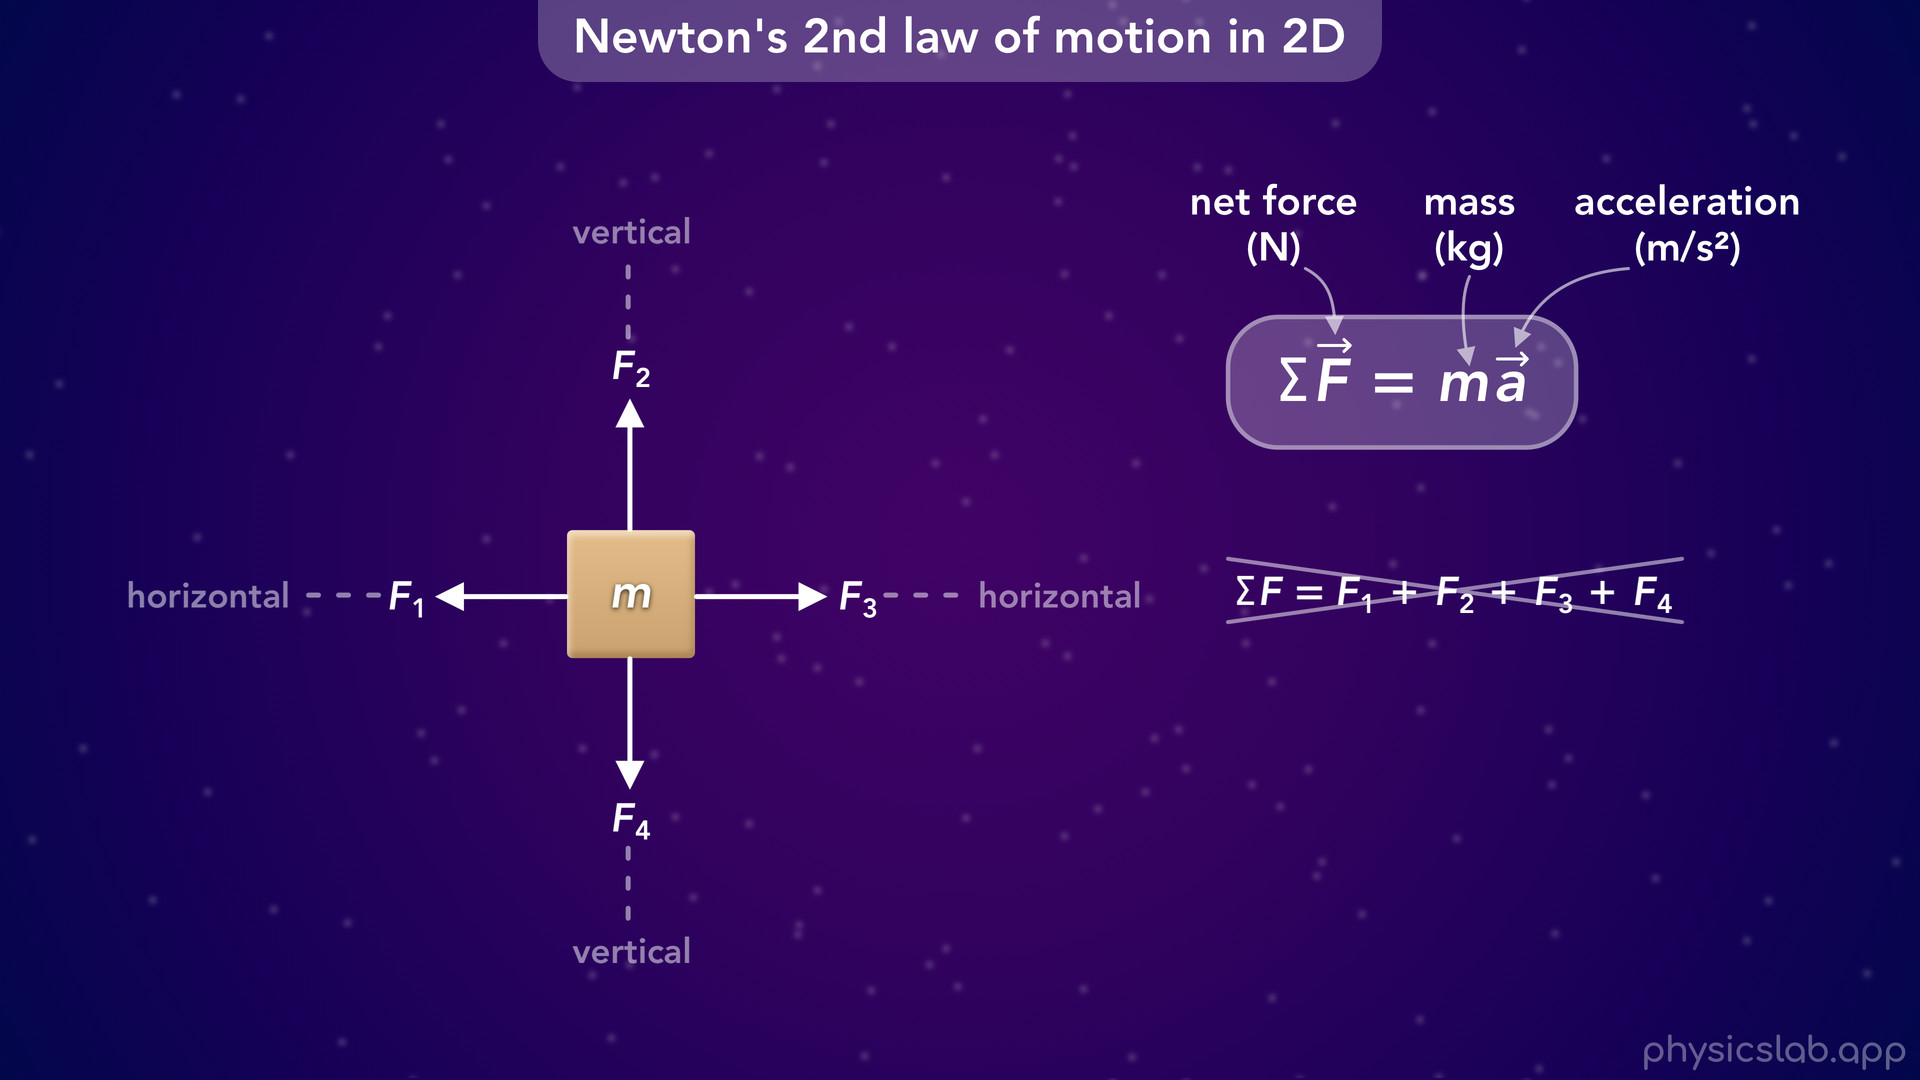 Newton's 2nd law of motion in 2D
net force mass acceleration
(N) (kg) (m/s²)
ΣF⃗ = ma⃗
vertical
F₂
horizontal F₁ m F₃ horizontal
F₄
vertical
ΣF = F₁ + F₂ + F₃ + F₄
physicslab.app